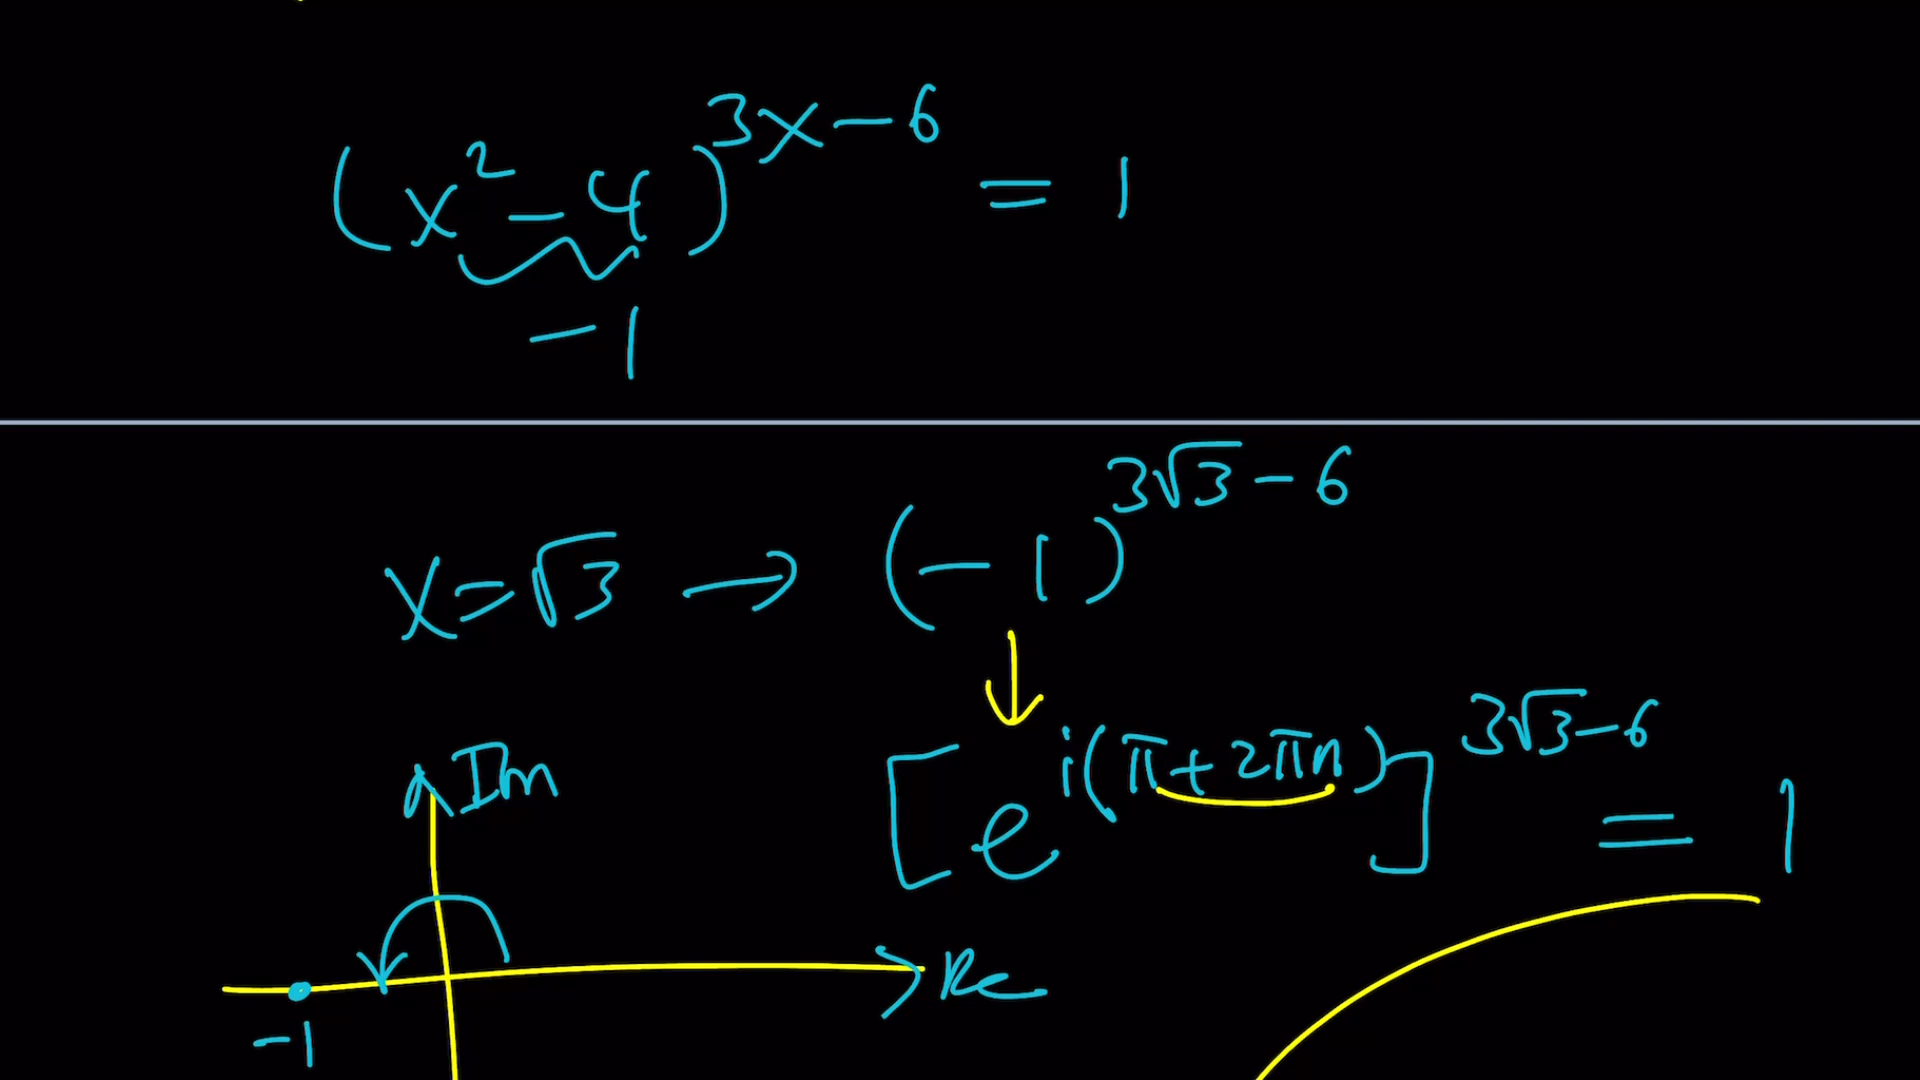 (x² - 4)^{3x-6} = 1
-1
x = √3 → (-1)^{3√3-6}
[e^{i(π+2πn)}]^{3√3-6} = 1
Im
Re
-1